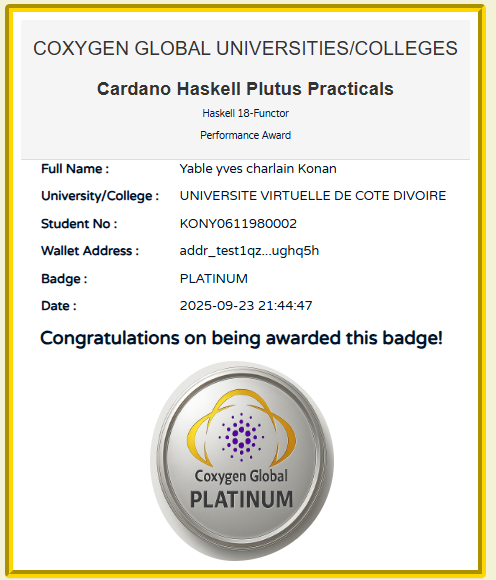 COXYGEN GLOBAL UNIVERSITIES/COLLEGES
Cardano Haskell Plutus Practicals
Haskell 18-Functor
Performance Award
Full Name : Yable yves charlain Konan
University/College : UNIVERSITE VIRTUELLE DE COTE DIVOIRE
Student No : KONY0611980002
Wallet Address : addr_test1qz...ughq5h
Badge : PLATINUM
Date : 2025-09-23 21:44:47
Congratulations on being awarded this badge!
Coxygen Global
PLATINUM